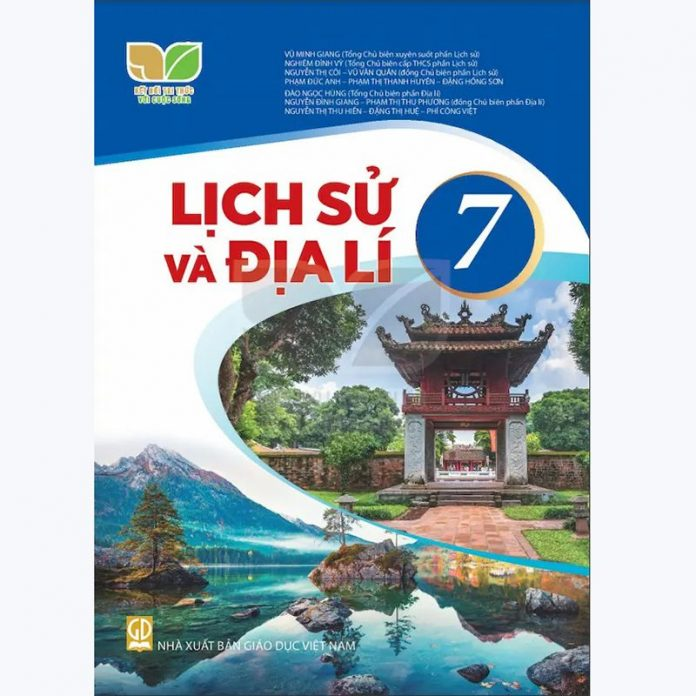 VŨ MINH GIANG (Tổng Chủ biên xuyên suốt phần Lịch sử)
NGHIÊM ĐÌNH VỲ (Tổng Chủ biên cấp THCS phần Lịch sử)
NGUYỄN THỊ CÔI – VŨ VĂN QUÂN (đồng Chủ biên phần Lịch sử)
PHẠM ĐỨC ANH – PHẠM THỊ THANH HUYỀN – ĐẶNG HỒNG SƠN
ĐÀO NGỌC HÙNG (Tổng Chủ biên phần Địa lí)
NGUYỄN ĐÌNH GIANG – PHẠM THỊ THU PHƯƠNG (đồng Chủ biên phần Địa lí)
NGUYỄN THỊ THU HIỀN – ĐẶNG THỊ HUỆ – PHÍ CÔNG VIỆT
KẾT NỐI TRI THỨC
VỚI CUỘC SỐNG
LỊCH SỬ
VÀ ĐỊA LÍ
7
GD
NHÀ XUẤT BẢN GIÁO DỤC VIỆT NAM